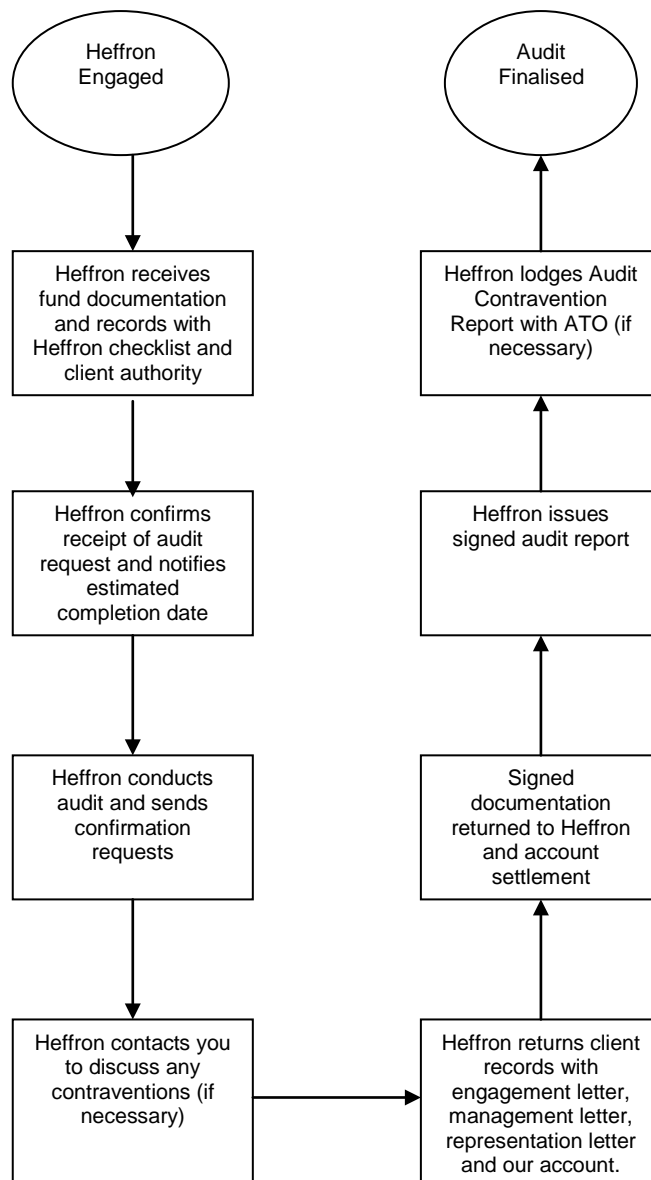 Heffron
Engaged
Heffron receives
fund documentation
and records with
Heffron checklist and
client authority
Heffron confirms
receipt of audit
request and notifies
estimated
completion date
Heffron conducts
audit and sends
confirmation
requests
Heffron contacts you
to discuss any
contraventions (if
necessary)
Heffron returns client
records with
engagement letter,
management letter,
representation letter
and our account.
Signed
documentation
returned to Heffron
and account
settlement
Heffron issues
signed audit report
Heffron lodges Audit
Contravention
Report with ATO (if
necessary)
Audit
Finalised